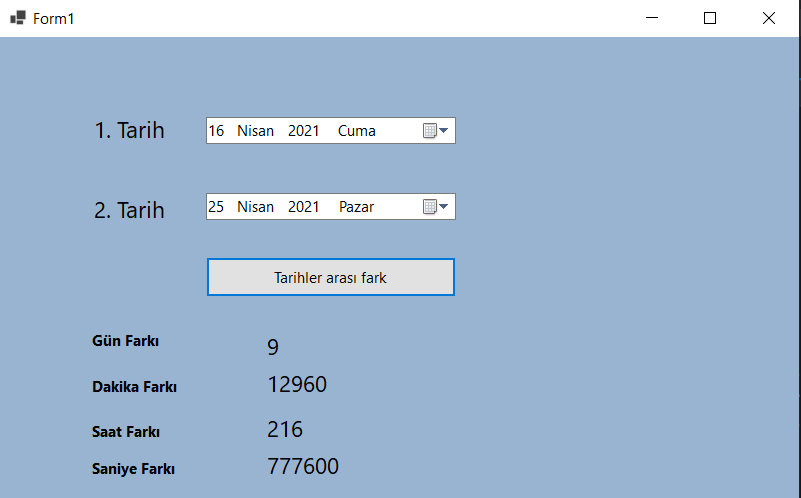 Form1
1. Tarih 16 Nisan 2021 Cuma
2. Tarih 25 Nisan 2021 Pazar
Tarihler arası fark
Gün Farkı 9
Dakika Farkı 12960
Saat Farkı 216
Saniye Farkı 777600